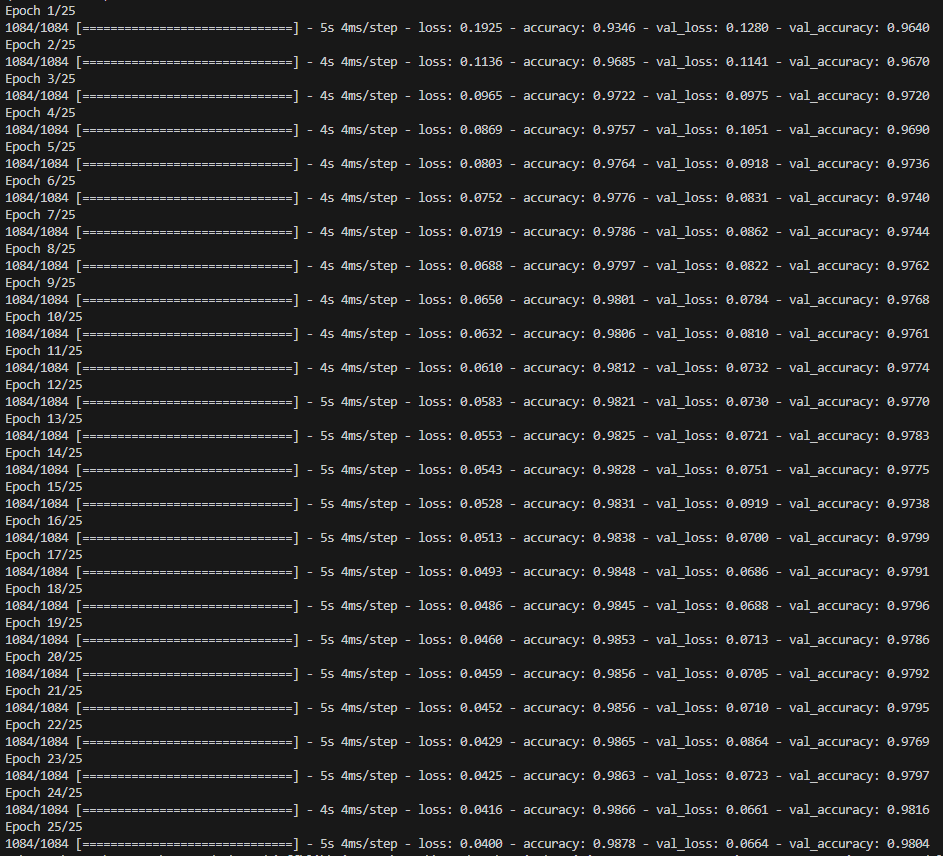 Epoch 1/25
1084/1084 [==============================] - 5s 4ms/step - loss: 0.1925 - accuracy: 0.9346 - val_loss: 0.1280 - val_accuracy: 0.9640
Epoch 2/25
1084/1084 [==============================] - 4s 4ms/step - loss: 0.1136 - accuracy: 0.9685 - val_loss: 0.1141 - val_accuracy: 0.9670
Epoch 3/25
1084/1084 [==============================] - 4s 4ms/step - loss: 0.0965 - accuracy: 0.9722 - val_loss: 0.0975 - val_accuracy: 0.9720
Epoch 4/25
1084/1084 [==============================] - 4s 4ms/step - loss: 0.0869 - accuracy: 0.9757 - val_loss: 0.1051 - val_accuracy: 0.9690
Epoch 5/25
1084/1084 [==============================] - 4s 4ms/step - loss: 0.0803 - accuracy: 0.9764 - val_loss: 0.0918 - val_accuracy: 0.9736
Epoch 6/25
1084/1084 [==============================] - 4s 4ms/step - loss: 0.0752 - accuracy: 0.9776 - val_loss: 0.0831 - val_accuracy: 0.9740
Epoch 7/25
1084/1084 [==============================] - 4s 4ms/step - loss: 0.0719 - accuracy: 0.9786 - val_loss: 0.0862 - val_accuracy: 0.9744
Epoch 8/25
1084/1084 [==============================] - 4s 4ms/step - loss: 0.0688 - accuracy: 0.9797 - val_loss: 0.0822 - val_accuracy: 0.9762
Epoch 9/25
1084/1084 [==============================] - 4s 4ms/step - loss: 0.0650 - accuracy: 0.9801 - val_loss: 0.0784 - val_accuracy: 0.9768
Epoch 10/25
1084/1084 [==============================] - 4s 4ms/step - loss: 0.0632 - accuracy: 0.9806 - val_loss: 0.0810 - val_accuracy: 0.9761
Epoch 11/25
1084/1084 [==============================] - 4s 4ms/step - loss: 0.0610 - accuracy: 0.9812 - val_loss: 0.0732 - val_accuracy: 0.9774
Epoch 12/25
1084/1084 [==============================] - 5s 4ms/step - loss: 0.0583 - accuracy: 0.9821 - val_loss: 0.0730 - val_accuracy: 0.9770
Epoch 13/25
1084/1084 [==============================] - 5s 4ms/step - loss: 0.0553 - accuracy: 0.9825 - val_loss: 0.0721 - val_accuracy: 0.9783
Epoch 14/25
1084/1084 [==============================] - 5s 4ms/step - loss: 0.0543 - accuracy: 0.9828 - val_loss: 0.0751 - val_accuracy: 0.9775
Epoch 15/25
1084/1084 [==============================] - 5s 4ms/step - loss: 0.0528 - accuracy: 0.9831 - val_loss: 0.0919 - val_accuracy: 0.9738
Epoch 16/25
1084/1084 [==============================] - 5s 4ms/step - loss: 0.0513 - accuracy: 0.9838 - val_loss: 0.0700 - val_accuracy: 0.9799
Epoch 17/25
1084/1084 [==============================] - 5s 4ms/step - loss: 0.0493 - accuracy: 0.9848 - val_loss: 0.0686 - val_accuracy: 0.9791
Epoch 18/25
1084/1084 [==============================] - 5s 4ms/step - loss: 0.0486 - accuracy: 0.9845 - val_loss: 0.0688 - val_accuracy: 0.9796
Epoch 19/25
1084/1084 [==============================] - 5s 4ms/step - loss: 0.0460 - accuracy: 0.9853 - val_loss: 0.0713 - val_accuracy: 0.9786
Epoch 20/25
1084/1084 [==============================] - 5s 4ms/step - loss: 0.0459 - accuracy: 0.9856 - val_loss: 0.0705 - val_accuracy: 0.9792
Epoch 21/25
1084/1084 [==============================] - 5s 4ms/step - loss: 0.0452 - accuracy: 0.9856 - val_loss: 0.0710 - val_accuracy: 0.9795
Epoch 22/25
1084/1084 [==============================] - 5s 4ms/step - loss: 0.0429 - accuracy: 0.9865 - val_loss: 0.0864 - val_accuracy: 0.9769
Epoch 23/25
1084/1084 [==============================] - 5s 4ms/step - loss: 0.0425 - accuracy: 0.9863 - val_loss: 0.0723 - val_accuracy: 0.9797
Epoch 24/25
1084/1084 [==============================] - 4s 4ms/step - loss: 0.0416 - accuracy: 0.9866 - val_loss: 0.0661 - val_accuracy: 0.9816
Epoch 25/25
1084/1084 [==============================] - 5s 4ms/step - loss: 0.0400 - accuracy: 0.9878 - val_loss: 0.0664 - val_accuracy: 0.9804